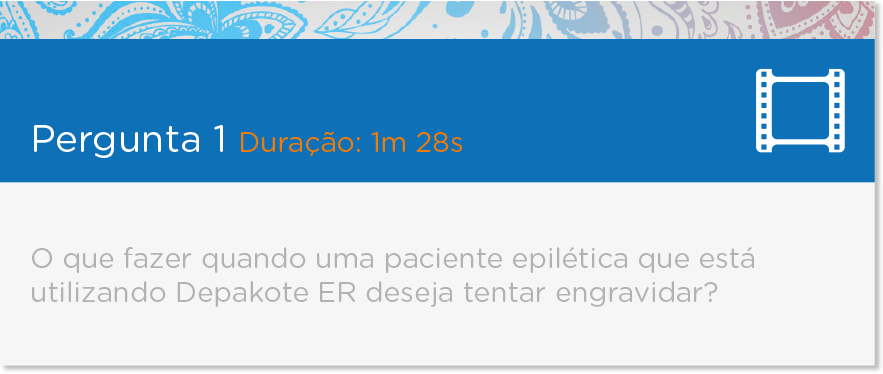 Pergunta 1 Duração: 1m 28s
O que fazer quando uma paciente epilética que está
utilizando Depakote ER deseja tentar engravidar?